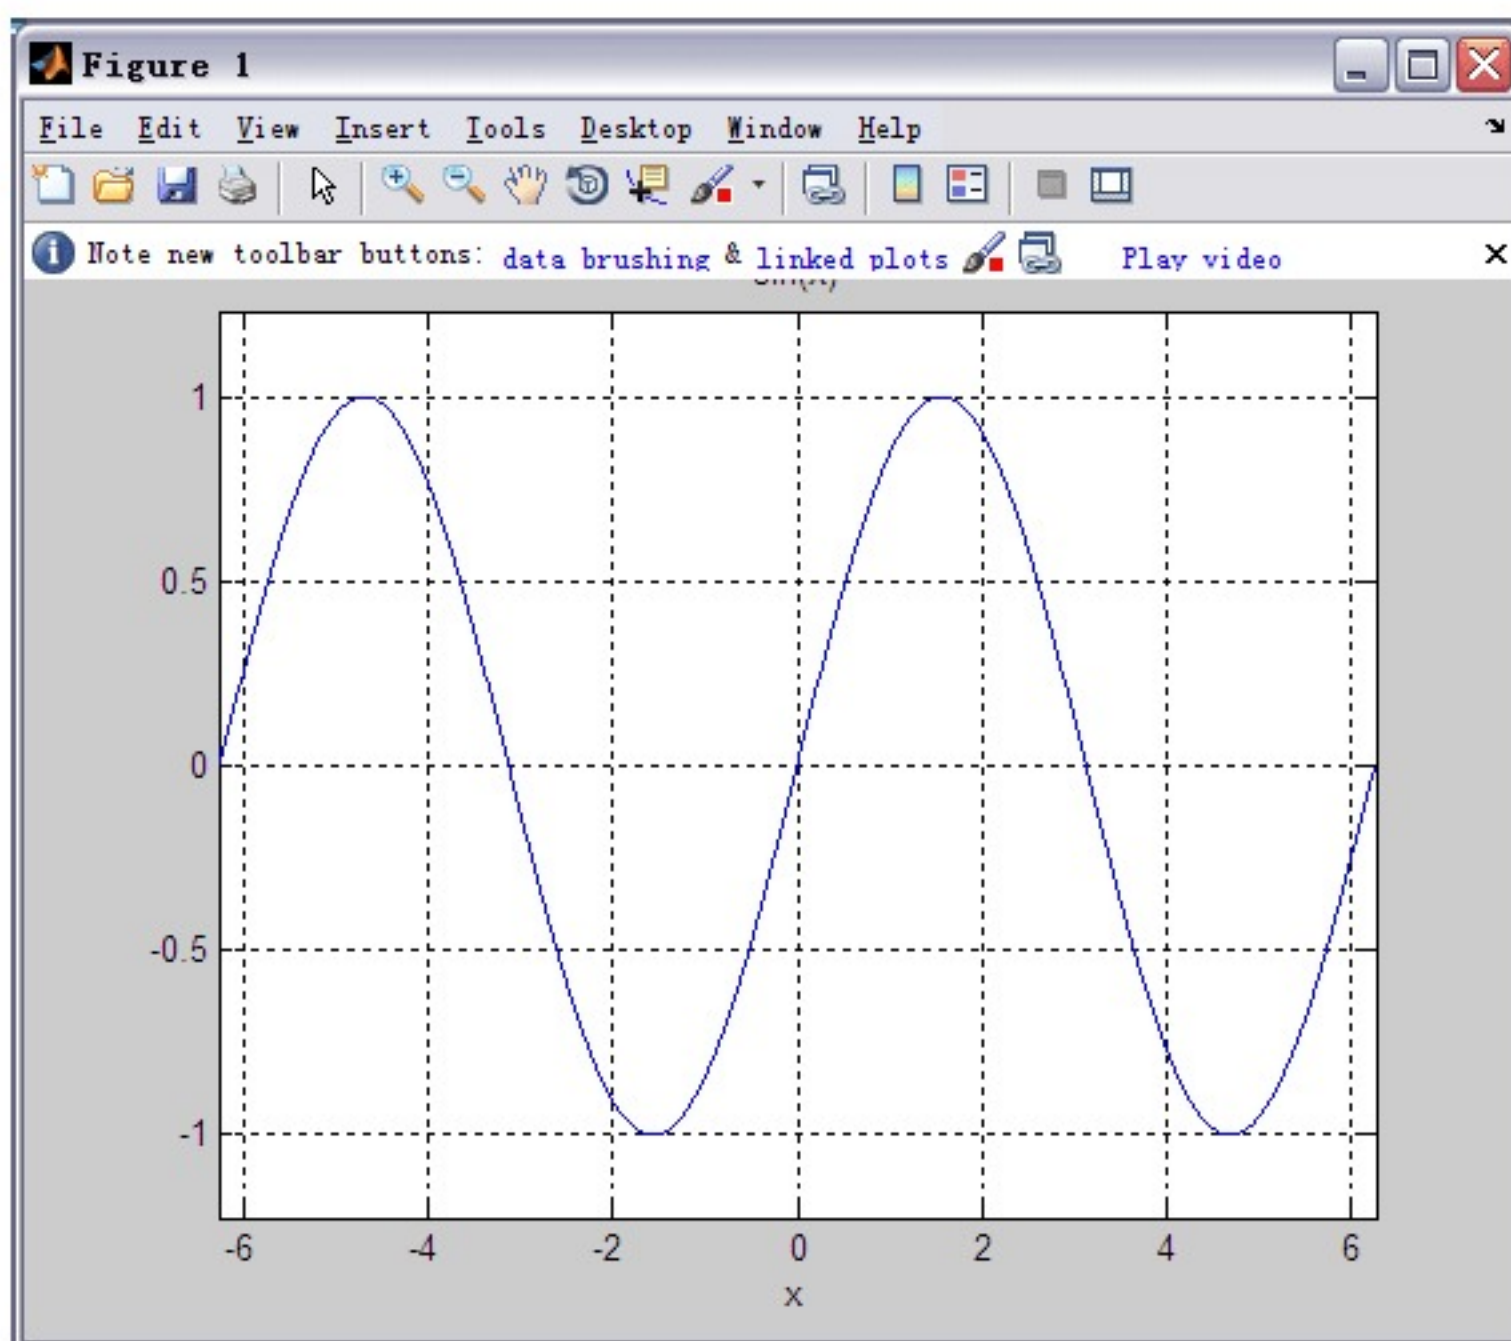 Figure 1
File Edit View Insert Tools Desktop Window Help
Note new toolbar buttons: data brushing & linked plots Play video
sin(x)
1
0.5
0
-0.5
-1
-6 -4 -2 0 2 4 6
x